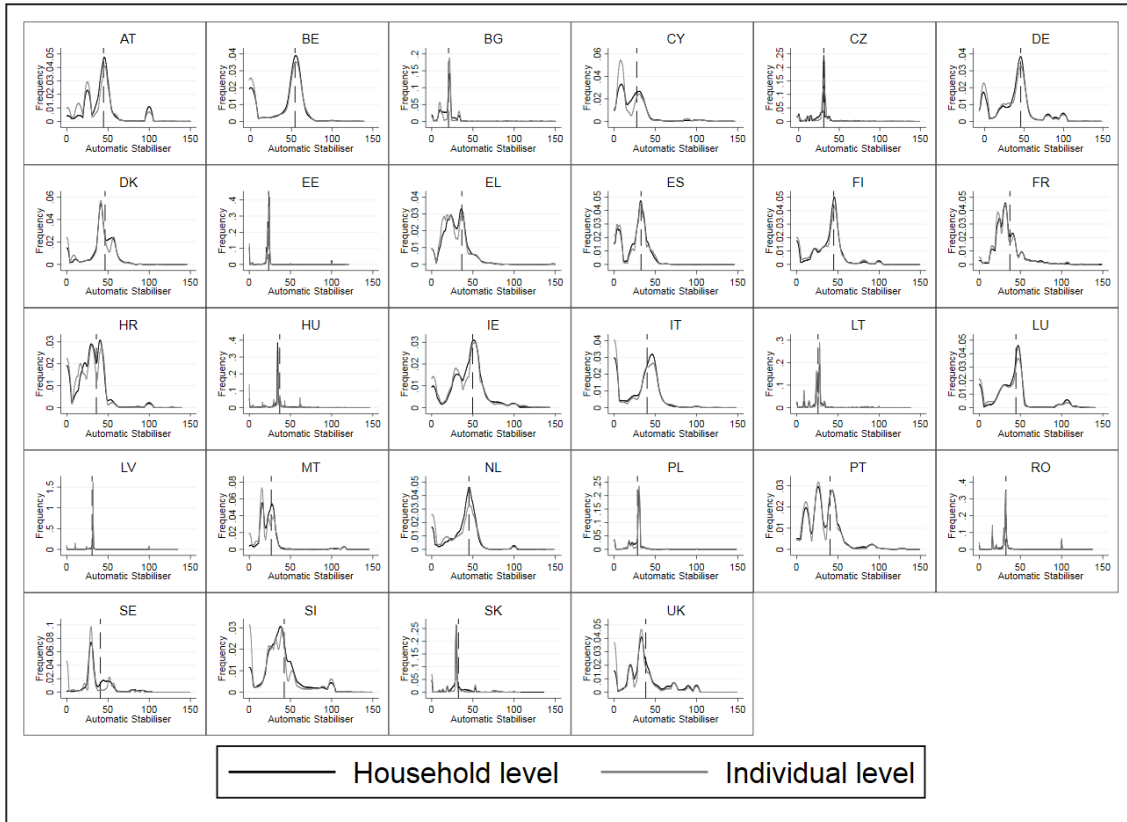 AT
Frequency
0 .01 .02 .03 .04 .05
0 50 100 150
Automatic Stabiliser
BE
Frequency
0 .01 .02 .03 .04
0 50 100 150
Automatic Stabiliser
BG
Frequency
0 .05 .1 .15 .2
0 50 100 150
Automatic Stabiliser
CY
Frequency
0 .02 .04 .06
0 50 100 150
Automatic Stabiliser
CZ
Frequency
0 .05 .1 .15 .2 .25
0 50 100 150
Automatic Stabiliser
DE
Frequency
0 .01 .02 .03 .04
0 50 100 150
Automatic Stabiliser
DK
Frequency
0 .02 .04 .06
0 50 100 150
Automatic Stabiliser
EE
Frequency
0 .1 .2 .3 .4
0 50 100 150
Automatic Stabiliser
EL
Frequency
0 .01 .02 .03 .04
0 50 100 150
Automatic Stabiliser
ES
Frequency
0 .01 .02 .03 .04 .05
0 50 100 150
Automatic Stabiliser
FI
Frequency
0 .01 .02 .03 .04 .05
0 50 100 150
Automatic Stabiliser
FR
Frequency
0 .01 .02 .03 .04 .05
0 50 100 150
Automatic Stabiliser
HR
Frequency
0 .01 .02 .03
0 50 100 150
Automatic Stabiliser
HU
Frequency
0 .1 .2 .3 .4
0 50 100 150
Automatic Stabiliser
IE
Frequency
0 .01 .02 .03
0 50 100 150
Automatic Stabiliser
IT
Frequency
0 .01 .02 .03 .04
0 50 100 150
Automatic Stabiliser
LT
Frequency
0 .1 .2 .3
0 50 100 150
Automatic Stabiliser
LU
Frequency
0 .01 .02 .03 .04 .05
0 50 100 150
Automatic Stabiliser
LV
Frequency
0 .5 1 1.5
0 50 100 150
Automatic Stabiliser
MT
Frequency
0 .02 .04 .06 .08
0 50 100 150
Automatic Stabiliser
NL
Frequency
0 .01 .02 .03 .04 .05
0 50 100 150
Automatic Stabiliser
PL
Frequency
0 .05 .1 .15 .2 .25
0 50 100 150
Automatic Stabiliser
PT
Frequency
0 .01 .02 .03
0 50 100 150
Automatic Stabiliser
RO
Frequency
0 .1 .2 .3 .4
0 50 100 150
Automatic Stabiliser
SE
Frequency
0 .02 .04 .06 .08 .1
0 50 100 150
Automatic Stabiliser
SI
Frequency
0 .01 .02 .03
0 50 100 150
Automatic Stabiliser
SK
Frequency
0 .05 .1 .15 .2 .25
0 50 100 150
Automatic Stabiliser
UK
Frequency
0 .01 .02 .03 .04 .05
0 50 100 150
Automatic Stabiliser
Household level
Individual level